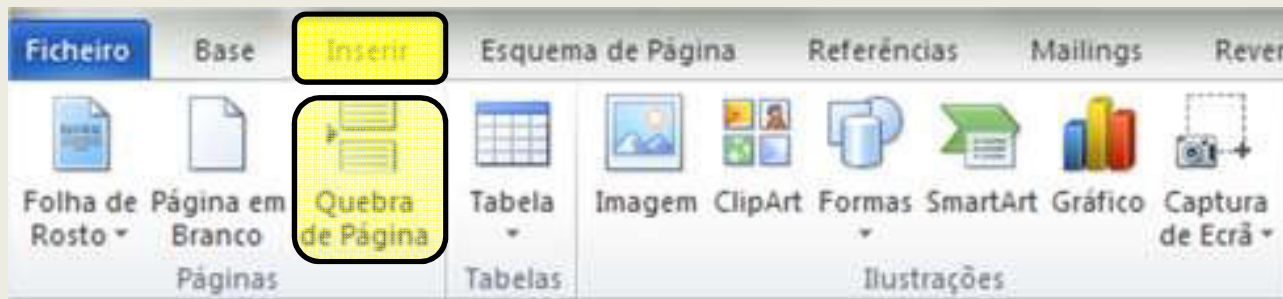 Ficheiro Base Inserir Esquema de Página Referências Mailings Rever
Folha de Página em Quebra Tabela Imagem ClipArt Formas SmartArt Gráfico Captura
Rosto Branco de Página de Ecrã
Páginas Tabelas Ilustrações